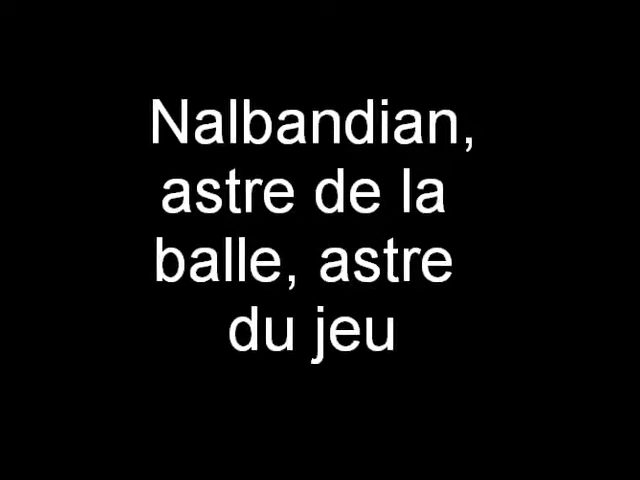 Nalbandian,
astre de la
balle, astre
du jeu